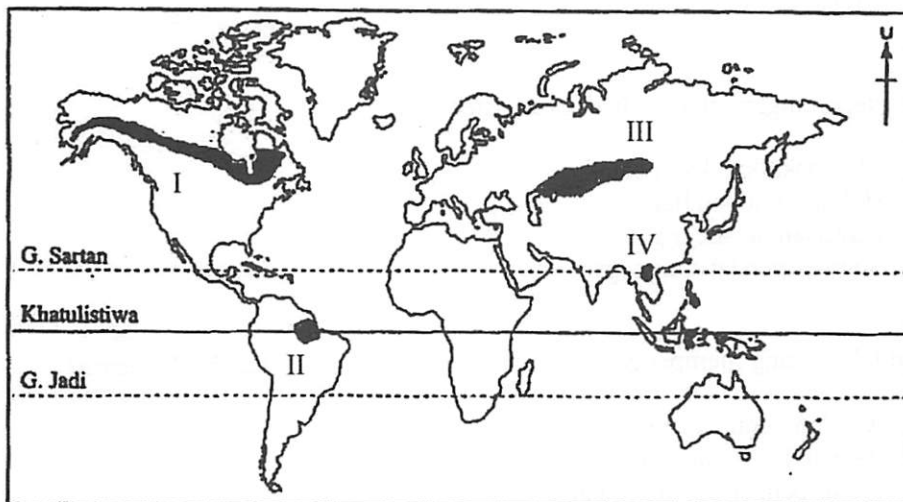 U
I
III
IV
G. Sartan
Khatulistiwa
II
G. Jadi